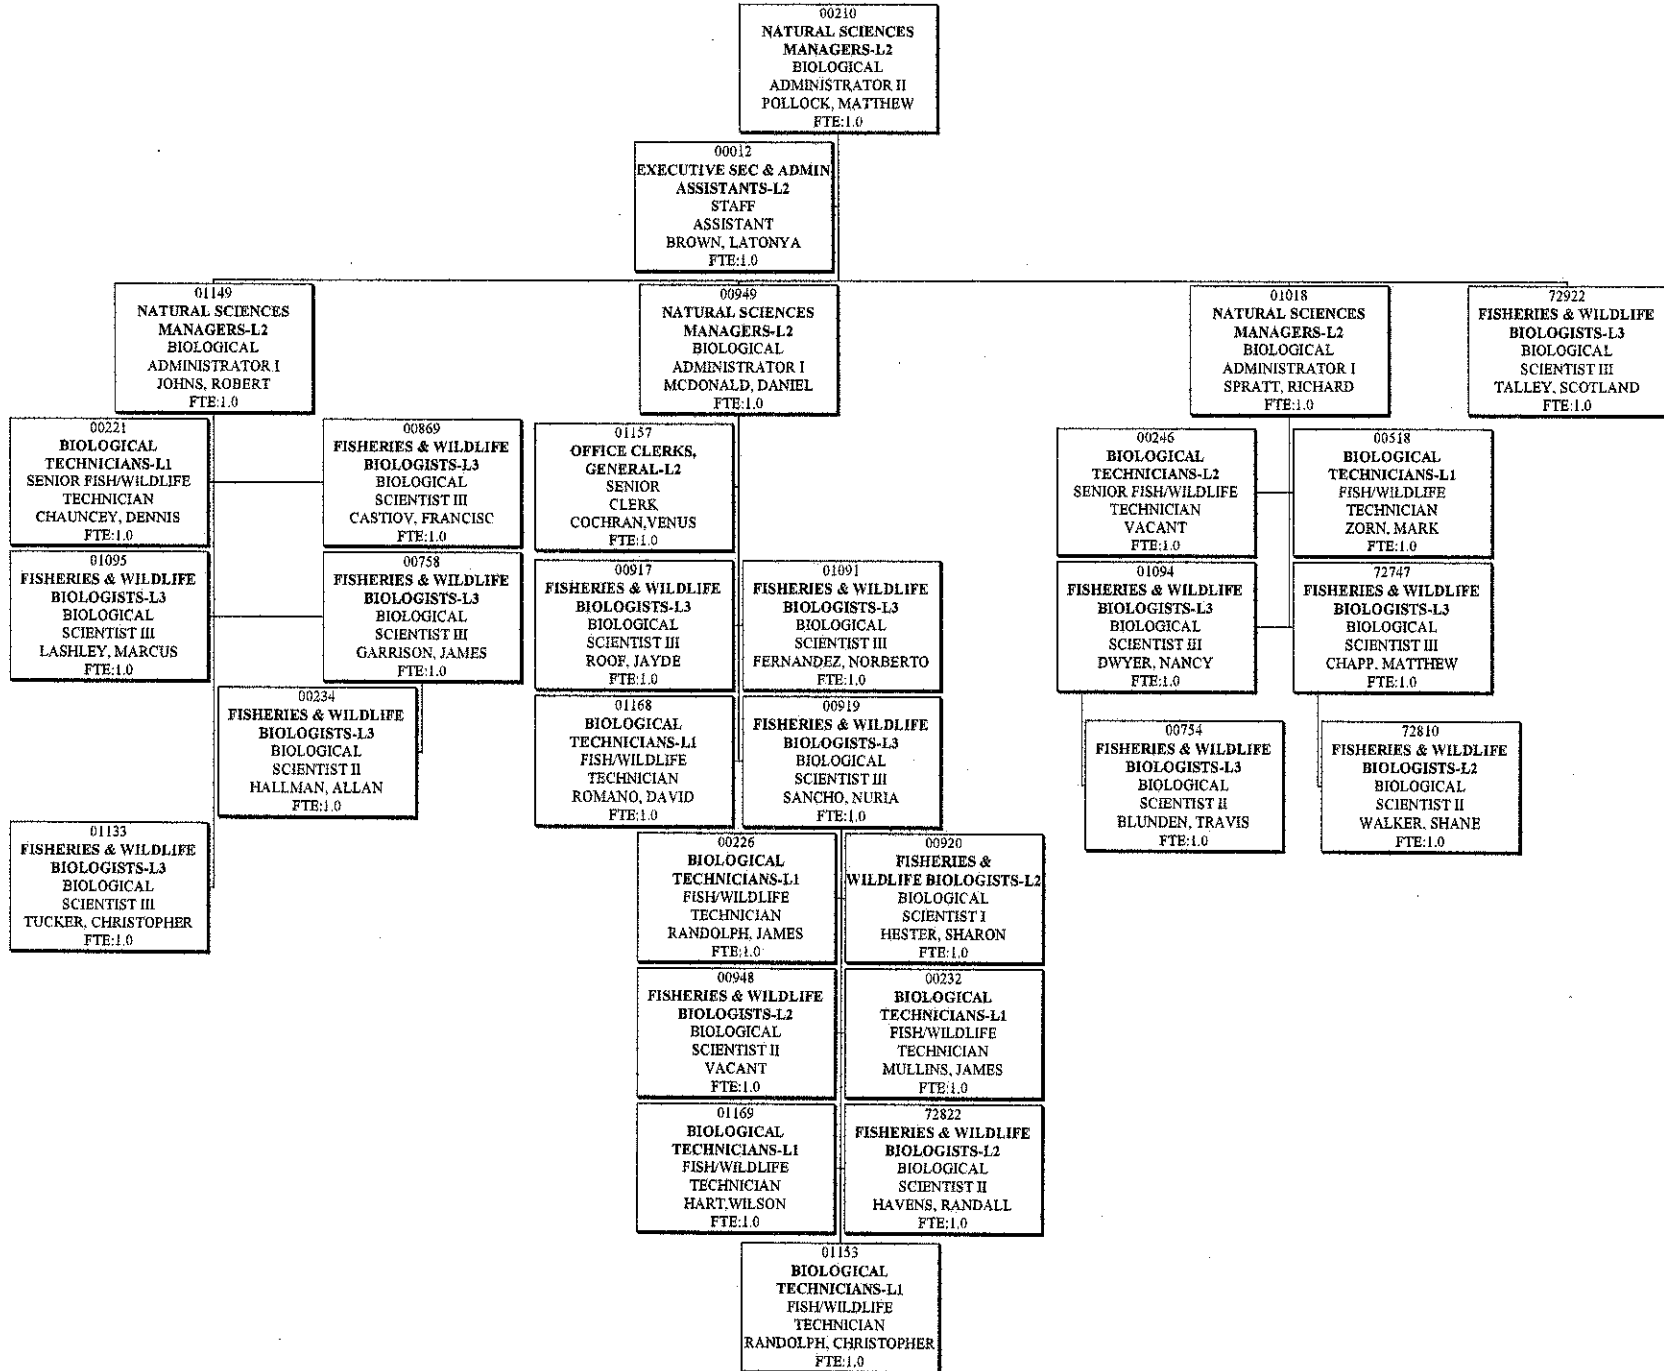 00210
NATURAL SCIENCES
MANAGERS-L2
BIOLOGICAL
ADMINISTRATOR II
POLLOCK, MATTHEW
FTE:1.0
00012
EXECUTIVE SEC & ADMIN
ASSISTANTS-L2
STAFF
ASSISTANT
BROWN, LATONYA
FTE:1.0
01149
NATURAL SCIENCES
MANAGERS-L2
BIOLOGICAL
ADMINISTRATOR I
JOHNS, ROBERT
FTE:1.0
00949
NATURAL SCIENCES
MANAGERS-L2
BIOLOGICAL
ADMINISTRATOR I
MCDONALD, DANIEL
FTE:1.0
01018
NATURAL SCIENCES
MANAGERS-L2
BIOLOGICAL
ADMINISTRATOR I
SPRATT, RICHARD
FTE:1.0
72922
FISHERIES & WILDLIFE
BIOLOGISTS-L3
BIOLOGICAL
SCIENTIST III
TALLEY, SCOTLAND
FTE:1.0
00221
BIOLOGICAL
TECHNICIANS-L1
SENIOR FISH/WILDLIFE
TECHNICIAN
CHAUNCEY, DENNIS
FTE:1.0
00869
FISHERIES & WILDLIFE
BIOLOGISTS-L3
BIOLOGICAL
SCIENTIST III
CASTIOV, FRANCISC
FTE:1.0
01157
OFFICE CLERKS,
GENERAL-L2
SENIOR
CLERK
COCHRAN,VENUS
FTE:1.0
00246
BIOLOGICAL
TECHNICIANS-L2
SENIOR FISH/WILDLIFE
TECHNICIAN
VACANT
FTE:1.0
00518
BIOLOGICAL
TECHNICIANS-L1
FISH/WILDLIFE
TECHNICIAN
ZORN, MARK
FTE:1.0
01095
FISHERIES & WILDLIFE
BIOLOGISTS-L3
BIOLOGICAL
SCIENTIST III
LASHLEY, MARCUS
FTE:1.0
00758
FISHERIES & WILDLIFE
BIOLOGISTS-L3
BIOLOGICAL
SCIENTIST III
GARRISON, JAMES
FTE:1.0
00917
FISHERIES & WILDLIFE
BIOLOGISTS-L3
BIOLOGICAL
SCIENTIST III
ROOF, JAYDE
FTE:1.0
01091
FISHERIES & WILDLIFE
BIOLOGISTS-L3
BIOLOGICAL
SCIENTIST III
FERNANDEZ, NORBERTO
FTE:1.0
01094
FISHERIES & WILDLIFE
BIOLOGISTS-L3
BIOLOGICAL
SCIENTIST III
DWYER, NANCY
FTE:1.0
72747
FISHERIES & WILDLIFE
BIOLOGISTS-L3
BIOLOGICAL
SCIENTIST III
CHAPP, MATTHEW
FTE:1.0
00234
FISHERIES & WILDLIFE
BIOLOGISTS-L3
BIOLOGICAL
SCIENTIST II
HALLMAN, ALLAN
FTE:1.0
01168
BIOLOGICAL
TECHNICIANS-L1
FISH/WILDLIFE
TECHNICIAN
ROMANO, DAVID
FTE:1.0
00919
FISHERIES & WILDLIFE
BIOLOGISTS-L3
BIOLOGICAL
SCIENTIST III
SANCHO, NURIA
FTE:1.0
00754
FISHERIES & WILDLIFE
BIOLOGISTS-L3
BIOLOGICAL
SCIENTIST II
BLUNDEN, TRAVIS
FTE:1.0
72810
FISHERIES & WILDLIFE
BIOLOGISTS-L2
BIOLOGICAL
SCIENTIST II
WALKER, SHANE
FTE:1.0
01133
FISHERIES & WILDLIFE
BIOLOGISTS-L3
BIOLOGICAL
SCIENTIST III
TUCKER, CHRISTOPHER
FTE:1.0
00226
BIOLOGICAL
TECHNICIANS-L1
FISH/WILDLIFE
TECHNICIAN
RANDOLPH, JAMES
FTE:1.0
00920
FISHERIES &
WILDLIFE BIOLOGISTS-L2
BIOLOGICAL
SCIENTIST I
HESTER, SHARON
FTE:1.0
00948
FISHERIES & WILDLIFE
BIOLOGISTS-L2
BIOLOGICAL
SCIENTIST II
VACANT
FTE:1.0
00232
BIOLOGICAL
TECHNICIANS-L1
FISH/WILDLIFE
TECHNICIAN
MULLINS, JAMES
FTE:1.0
01169
BIOLOGICAL
TECHNICIANS-L1
FISH/WILDLIFE
TECHNICIAN
HART,WILSON
FTE:1.0
72822
FISHERIES & WILDLIFE
BIOLOGISTS-L2
BIOLOGICAL
SCIENTIST II
HAVENS, RANDALL
FTE:1.0
01153
BIOLOGICAL
TECHNICIANS-L1
FISH/WILDLIFE
TECHNICIAN
RANDOLPH, CHRISTOPHER
FTE:1.0